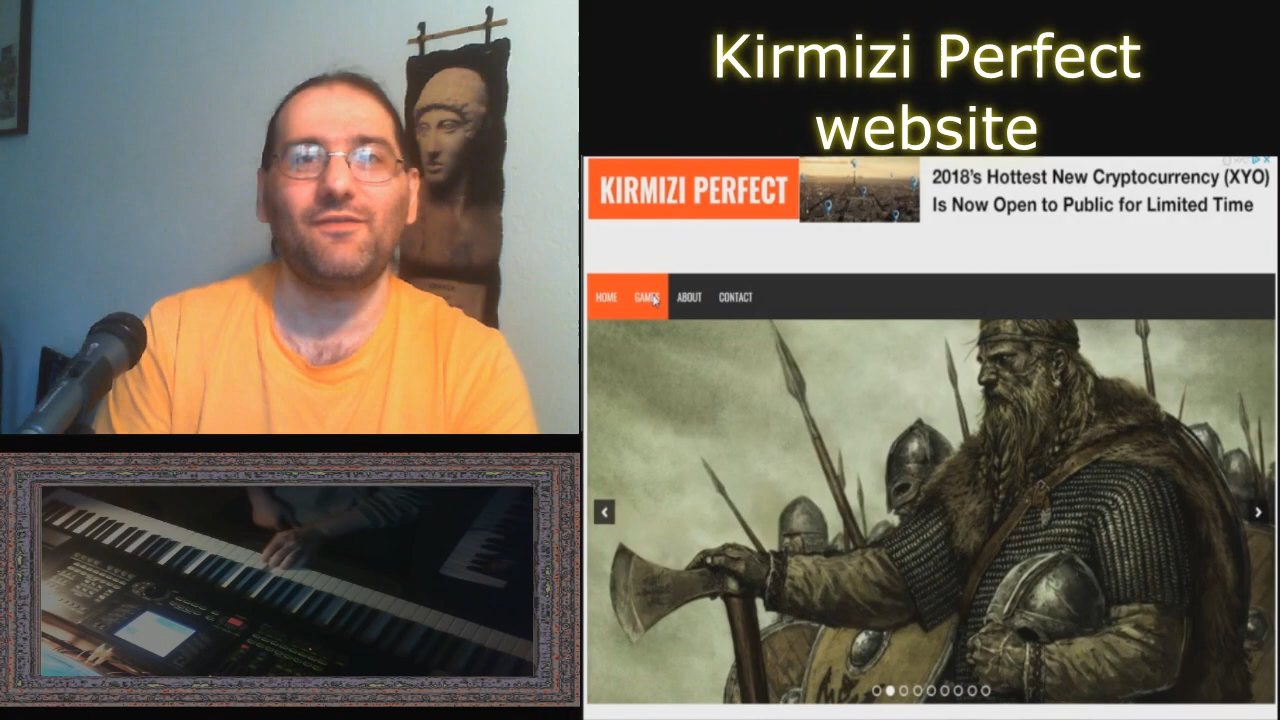 Kirmizi Perfect
website
KIRMIZI PERFECT
2018's Hottest New Cryptocurrency (XYO)
Is Now Open to Public for Limited Time
HOME GAMES ABOUT CONTACT